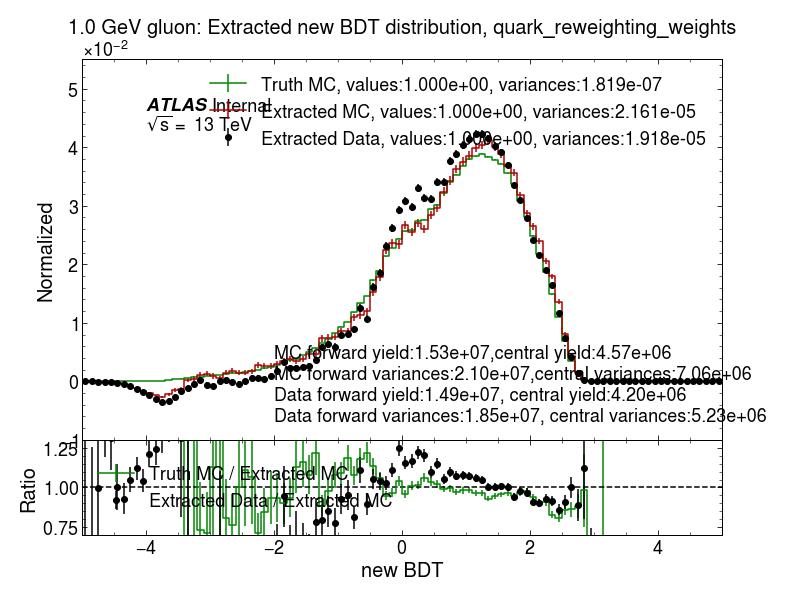 1.0 GeV gluon: Extracted new BDT distribution, quark_reweighting_weights
×10⁻²
Truth MC, values:1.000e+00, variances:1.819e-07
ATLAS Internal
Extracted MC, values:1.000e+00, variances:2.161e-05
√s = 13 TeV
Extracted Data, values:1.000e+00, variances:1.918e-05
5
4
3
2
1
0
−1
Normalized
MC forward yield:1.53e+07,central yield:4.57e+06
MC forward variances:2.10e+07,central variances:7.06e+06
Data forward yield:1.49e+07, central yield:4.20e+06
Data forward variances:1.85e+07, central variances:5.23e+06
1.25
1.00
0.75
Ratio
Truth MC / Extracted MC
Extracted Data / Extracted MC
−4 −2 0 2 4
new BDT